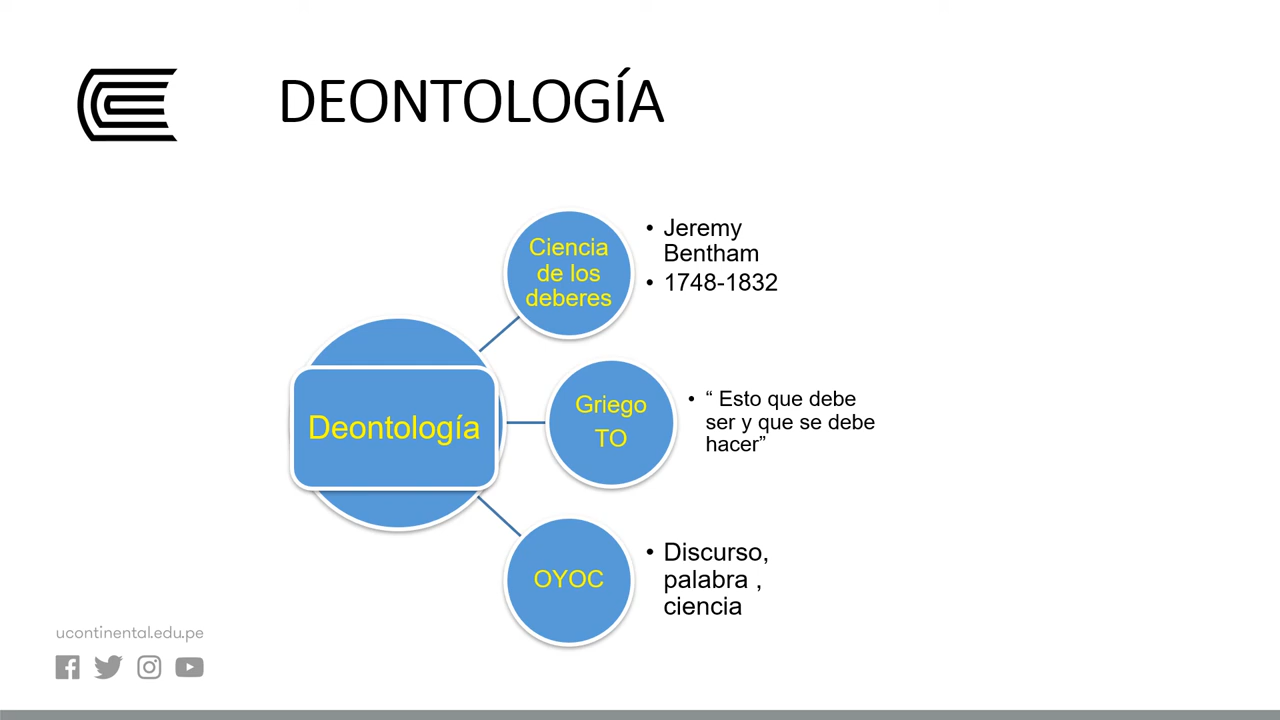 DEONTOLOGÍA
Ciencia
de los
deberes
• Jeremy
Bentham
• 1748-1832
Deontología
Griego
TO
• “ Esto que debe
ser y que se debe
hacer”
OYOC
• Discurso,
palabra ,
ciencia
ucontinental.edu.pe